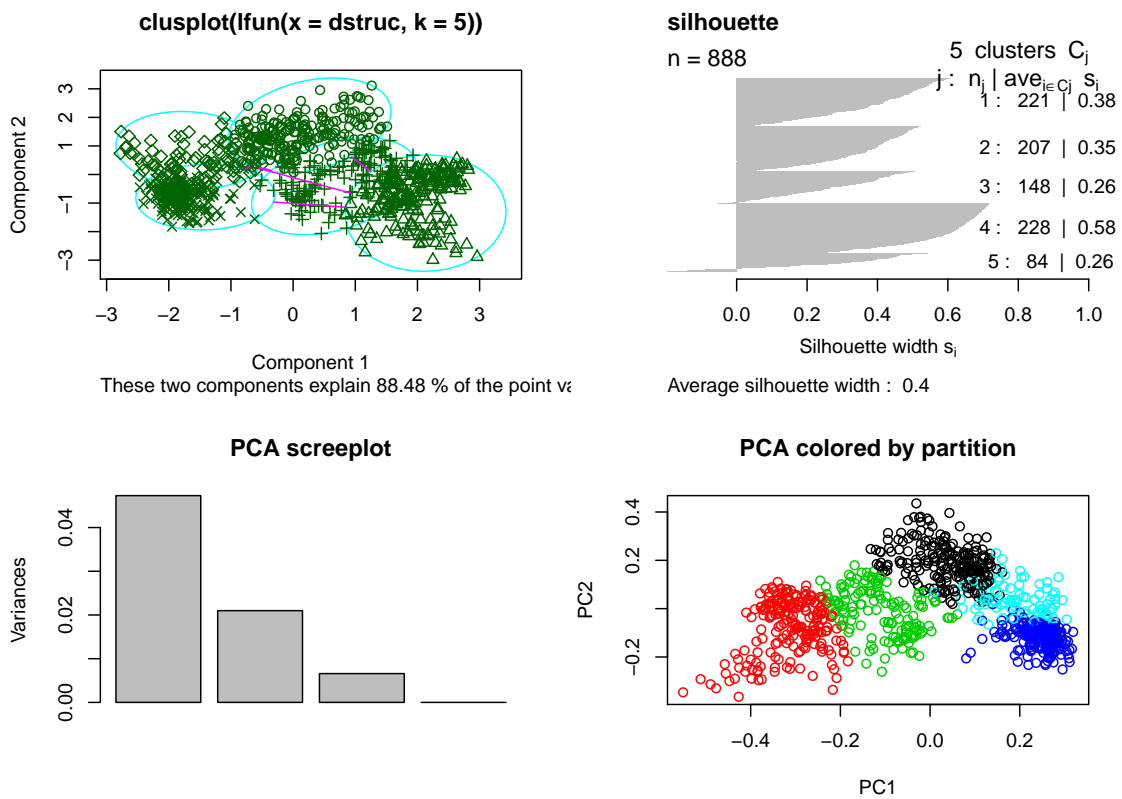 clusplot(lfun(x = dstruc, k = 5))
Component 2
3
2
1
−1
−3
−3 −2 −1 0 1 2 3
Component 1
These two components explain 88.48 % of the point va
silhouette
n = 888
5 clusters Cj
j : nj | avei∈Cj si
1 : 221 | 0.38
2 : 207 | 0.35
3 : 148 | 0.26
4 : 228 | 0.58
5 : 84 | 0.26
0.0 0.2 0.4 0.6 0.8 1.0
Silhouette width si
Average silhouette width : 0.4
PCA screeplot
Variances
0.04
0.02
0.00
PCA colored by partition
PC2
0.4
0.2
−0.2
−0.4 −0.2 0.0 0.2
PC1